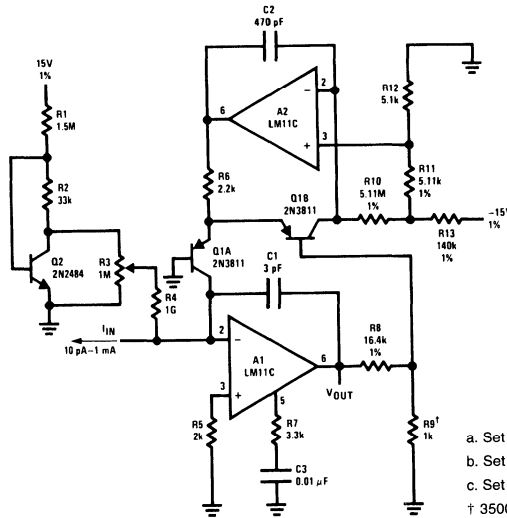 C2
470 pF
15V
1%
R1
1.5M
R2
33k
Q2
2N2484
R3
1M
R4
1G
I_IN
10 pA–1 mA
6
A2
LM11C
2
−
3
+
R12
5.1k
R6
2.2k
Q1B
2N3811
R10
5.11M
1%
R11
5.11k
1%
−15V
1%
R13
140k
1%
Q1A
2N3811
C1
3 pF
2
−
A1
LM11C
3
+
6
5
V_OUT
R8
16.4k
1%
R5
2k
R7
3.3k
C3
0.01 μF
R9†
1k
a. Set
b. Set
c. Set
† 3500